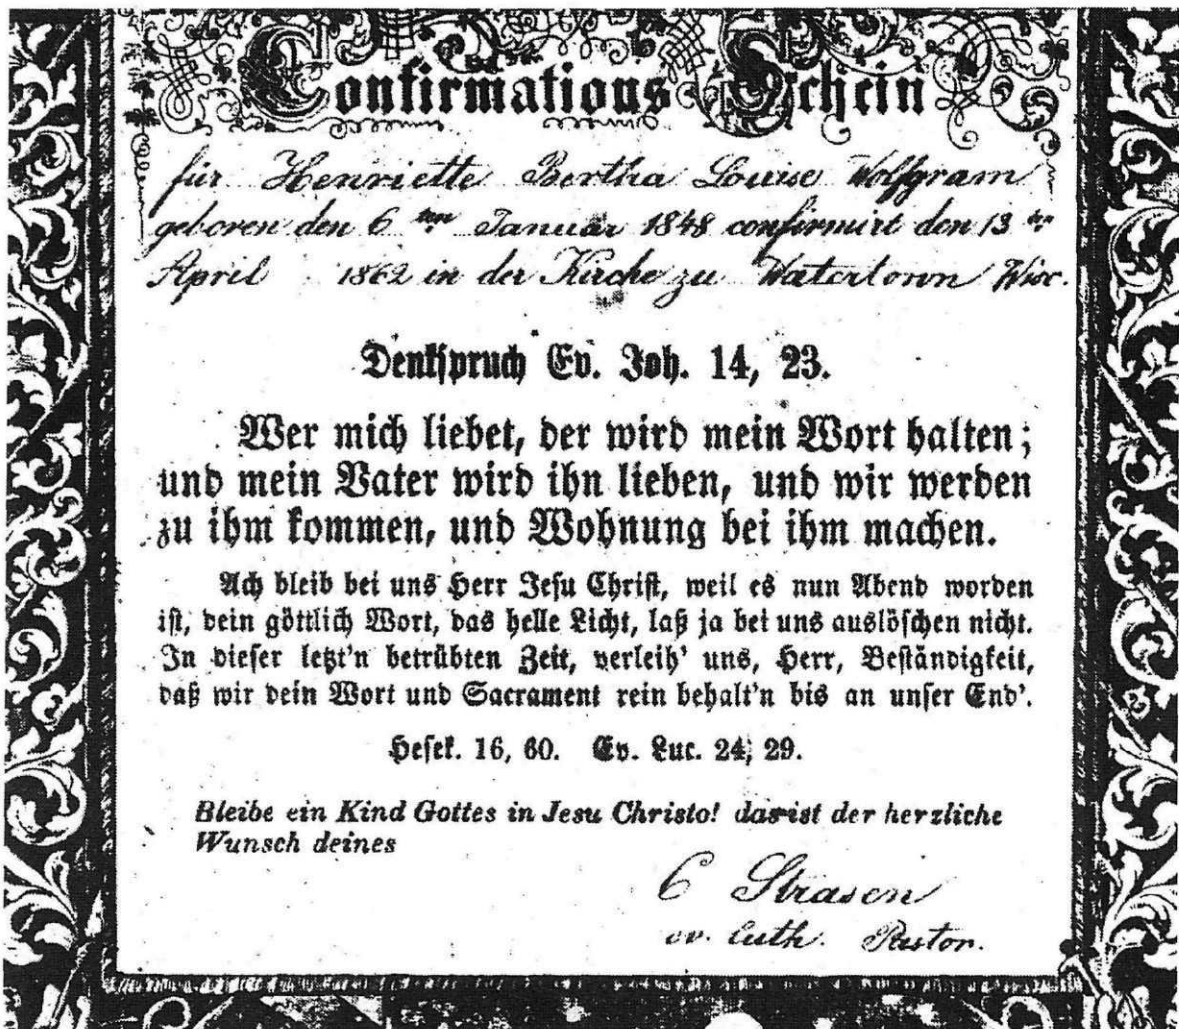 Confirmations-Schein
für Henriette Bertha Louise Wolfgram
geboren den 6ten Januar 1848 confirmirt den 13ten
April 1862 in der Kirche zu Watertown Wisc.
Denkspruch Ev. Joh. 14, 23.
Wer mich liebet, der wird mein Wort halten;
und mein Vater wird ihn lieben, und wir werden
zu ihm kommen, und Wohnung bei ihm machen.
Ach bleib bei uns Herr Jesu Christ, weil es nun Abend worden
ist, dein göttlich Wort, das helle Licht, laß ja bei uns auslöschen nicht.
In dieser letzt'n betrübten Zeit, verleih' uns, Herr, Beständigkeit,
daß wir dein Wort und Sacrament rein behalt'n bis an unser End'.
Hesek. 16, 60. Ev. Luc. 24, 29.
Bleibe ein Kind Gottes in Jesu Christo! das ist der herzliche
Wunsch deines
C Strasen
ev. luth. Pastor.